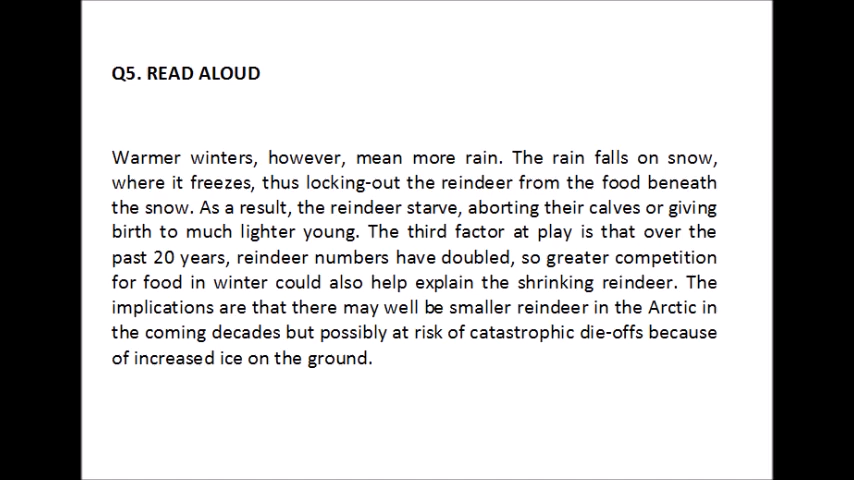 Q5. READ ALOUD
Warmer winters, however, mean more rain. The rain falls on snow,
where it freezes, thus locking-out the reindeer from the food beneath
the snow. As a result, the reindeer starve, aborting their calves or giving
birth to much lighter young. The third factor at play is that over the
past 20 years, reindeer numbers have doubled, so greater competition
for food in winter could also help explain the shrinking reindeer. The
implications are that there may well be smaller reindeer in the Arctic in
the coming decades but possibly at risk of catastrophic die-offs because
of increased ice on the ground.